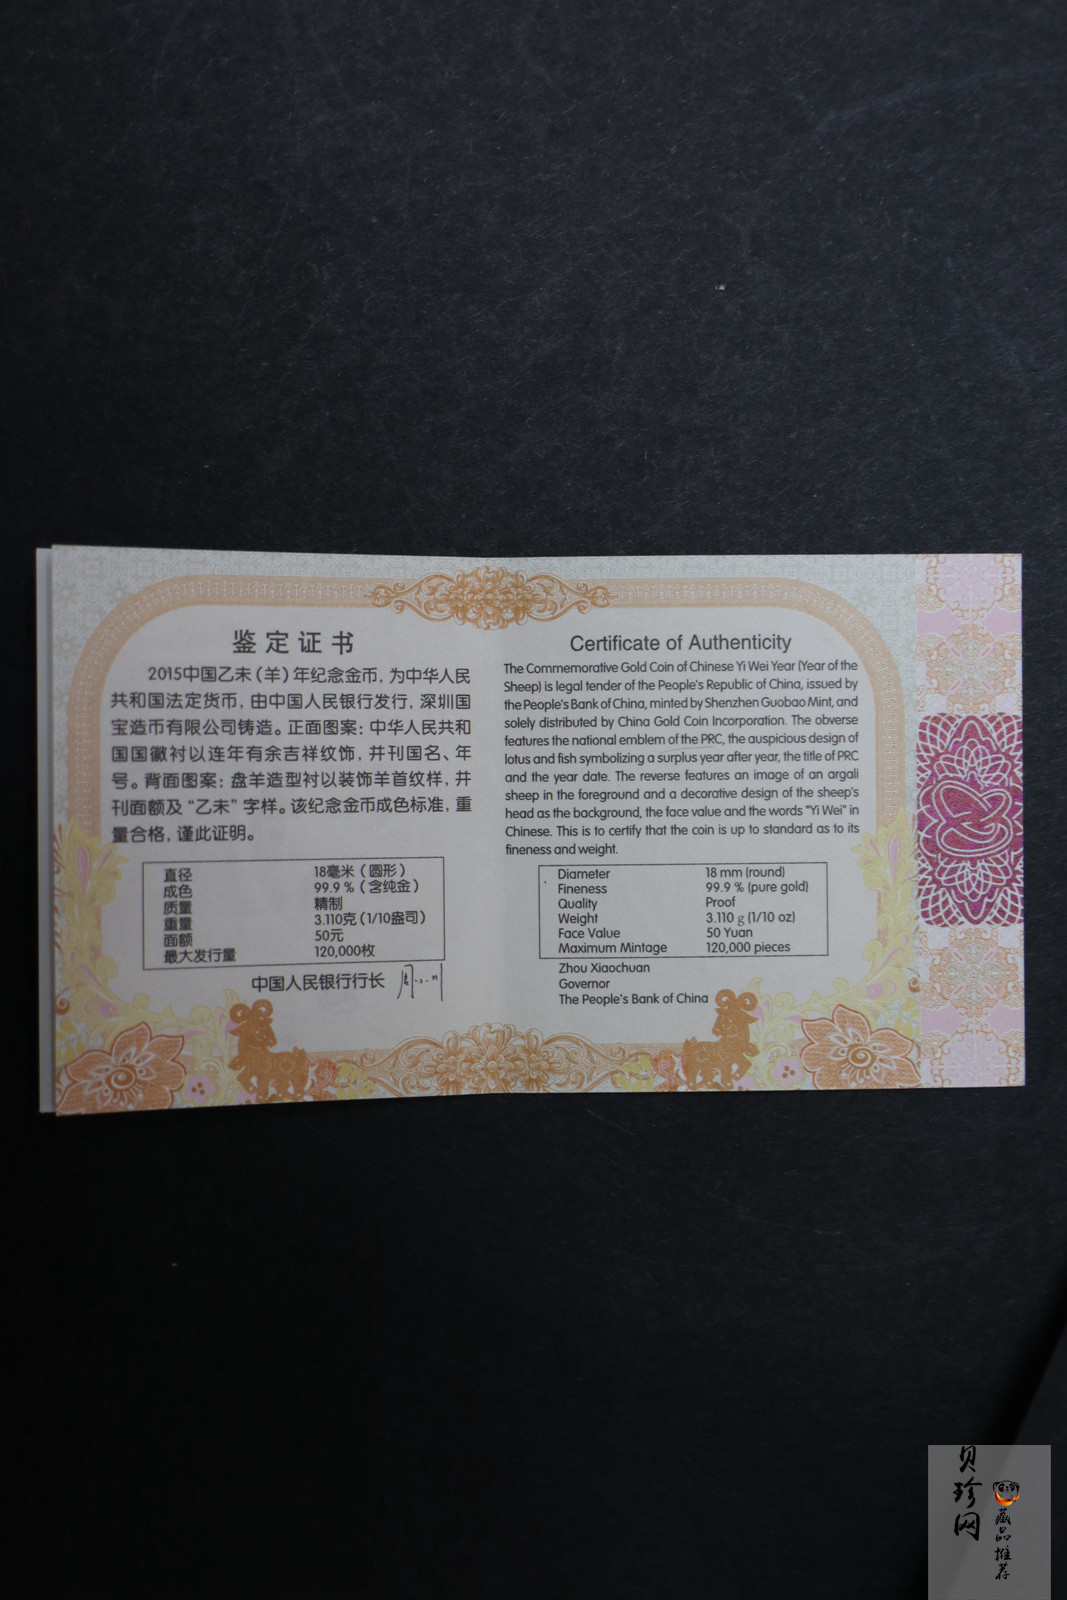 鉴定证书
2015中国乙未（羊）年纪念金币，为中华人民
共和国法定货币，由中国人民银行发行，深圳国
宝造币有限公司铸造。正面图案：中华人民共和
国国徽衬以连年有余吉祥纹饰，并刊国名、年
号。背面图案：盘羊造型衬以装饰羊首纹样，并
刊面额及“乙未”字样。该纪念金币成色标准，重
量合格，谨此证明。
直径 18毫米（圆形）
成色 99.9％（含纯金）
质量 精制
重量 3.110克（1/10盎司）
面额 50元
最大发行量 120,000枚
中国人民银行行长
Certificate of Authenticity
The Commemorative Gold Coin of Chinese Yi Wei Year (Year of the
Sheep) is legal tender of the People's Republic of China, issued by
the People's Bank of China, minted by Shenzhen Guobao Mint, and
solely distributed by China Gold Coin Incorporation. The obverse
features the national emblem of the PRC, the auspicious design of
lotus and fish symbolizing a surplus year after year, the title of PRC
and the year date. The reverse features an image of an argali
sheep in the foreground and a decorative design of the sheep's
head as the background, the face value and the words "Yi Wei" in
Chinese. This is to certify that the coin is up to standard as to its
fineness and weight.
Diameter 18 mm (round)
Fineness 99.9 % (pure gold)
Quality Proof
Weight 3.110 g (1/10 oz)
Face Value 50 Yuan
Maximum Mintage 120,000 pieces
Zhou Xiaochuan
Governor
The People's Bank of China
贝珍网
藏品推荐